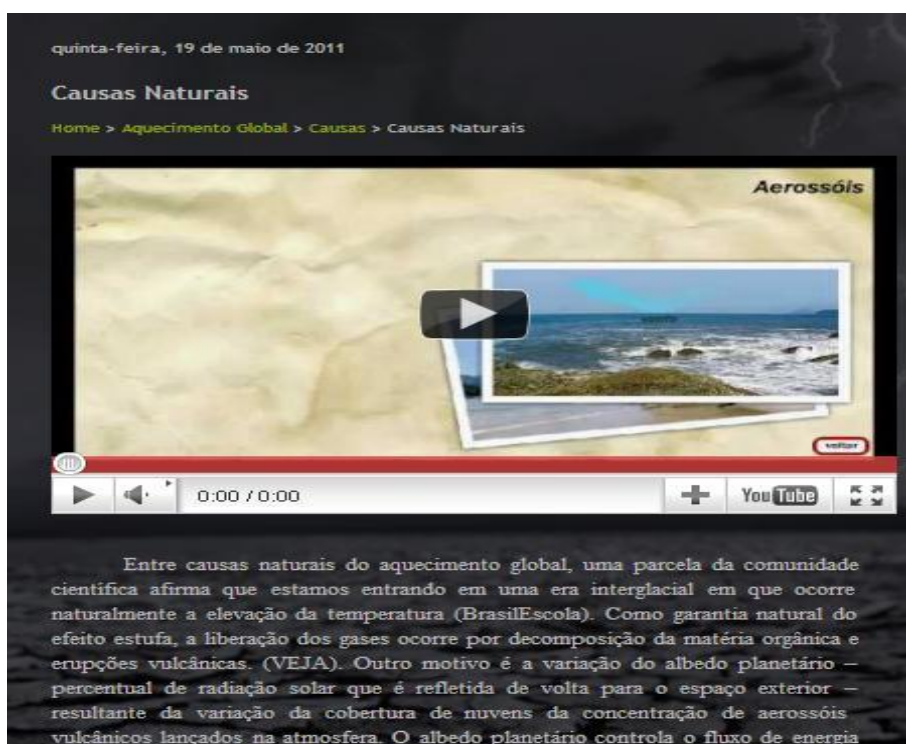 quinta-feira, 19 de maio de 2011
Causas Naturais
Home > Aquecimento Global > Causas > Causas Naturais
Aerossóis
voltar
0:00 / 0:00
YouTube
Entre causas naturais do aquecimento global, uma parcela da comunidade
científica afirma que estamos entrando em uma era interglacial em que ocorre
naturalmente a elevação da temperatura (BrasilEscola). Como garantia natural do
efeito estufa, a liberação dos gases ocorre por decomposição da matéria orgânica e
erupções vulcânicas. (VEJA). Outro motivo é a variação do albedo planetário –
percentual de radiação solar que é refletida de volta para o espaço exterior –
resultante da variação da cobertura de nuvens da concentração de aerossóis
vulcânicos lançados na atmosfera. O albedo planetário controla o fluxo de energia